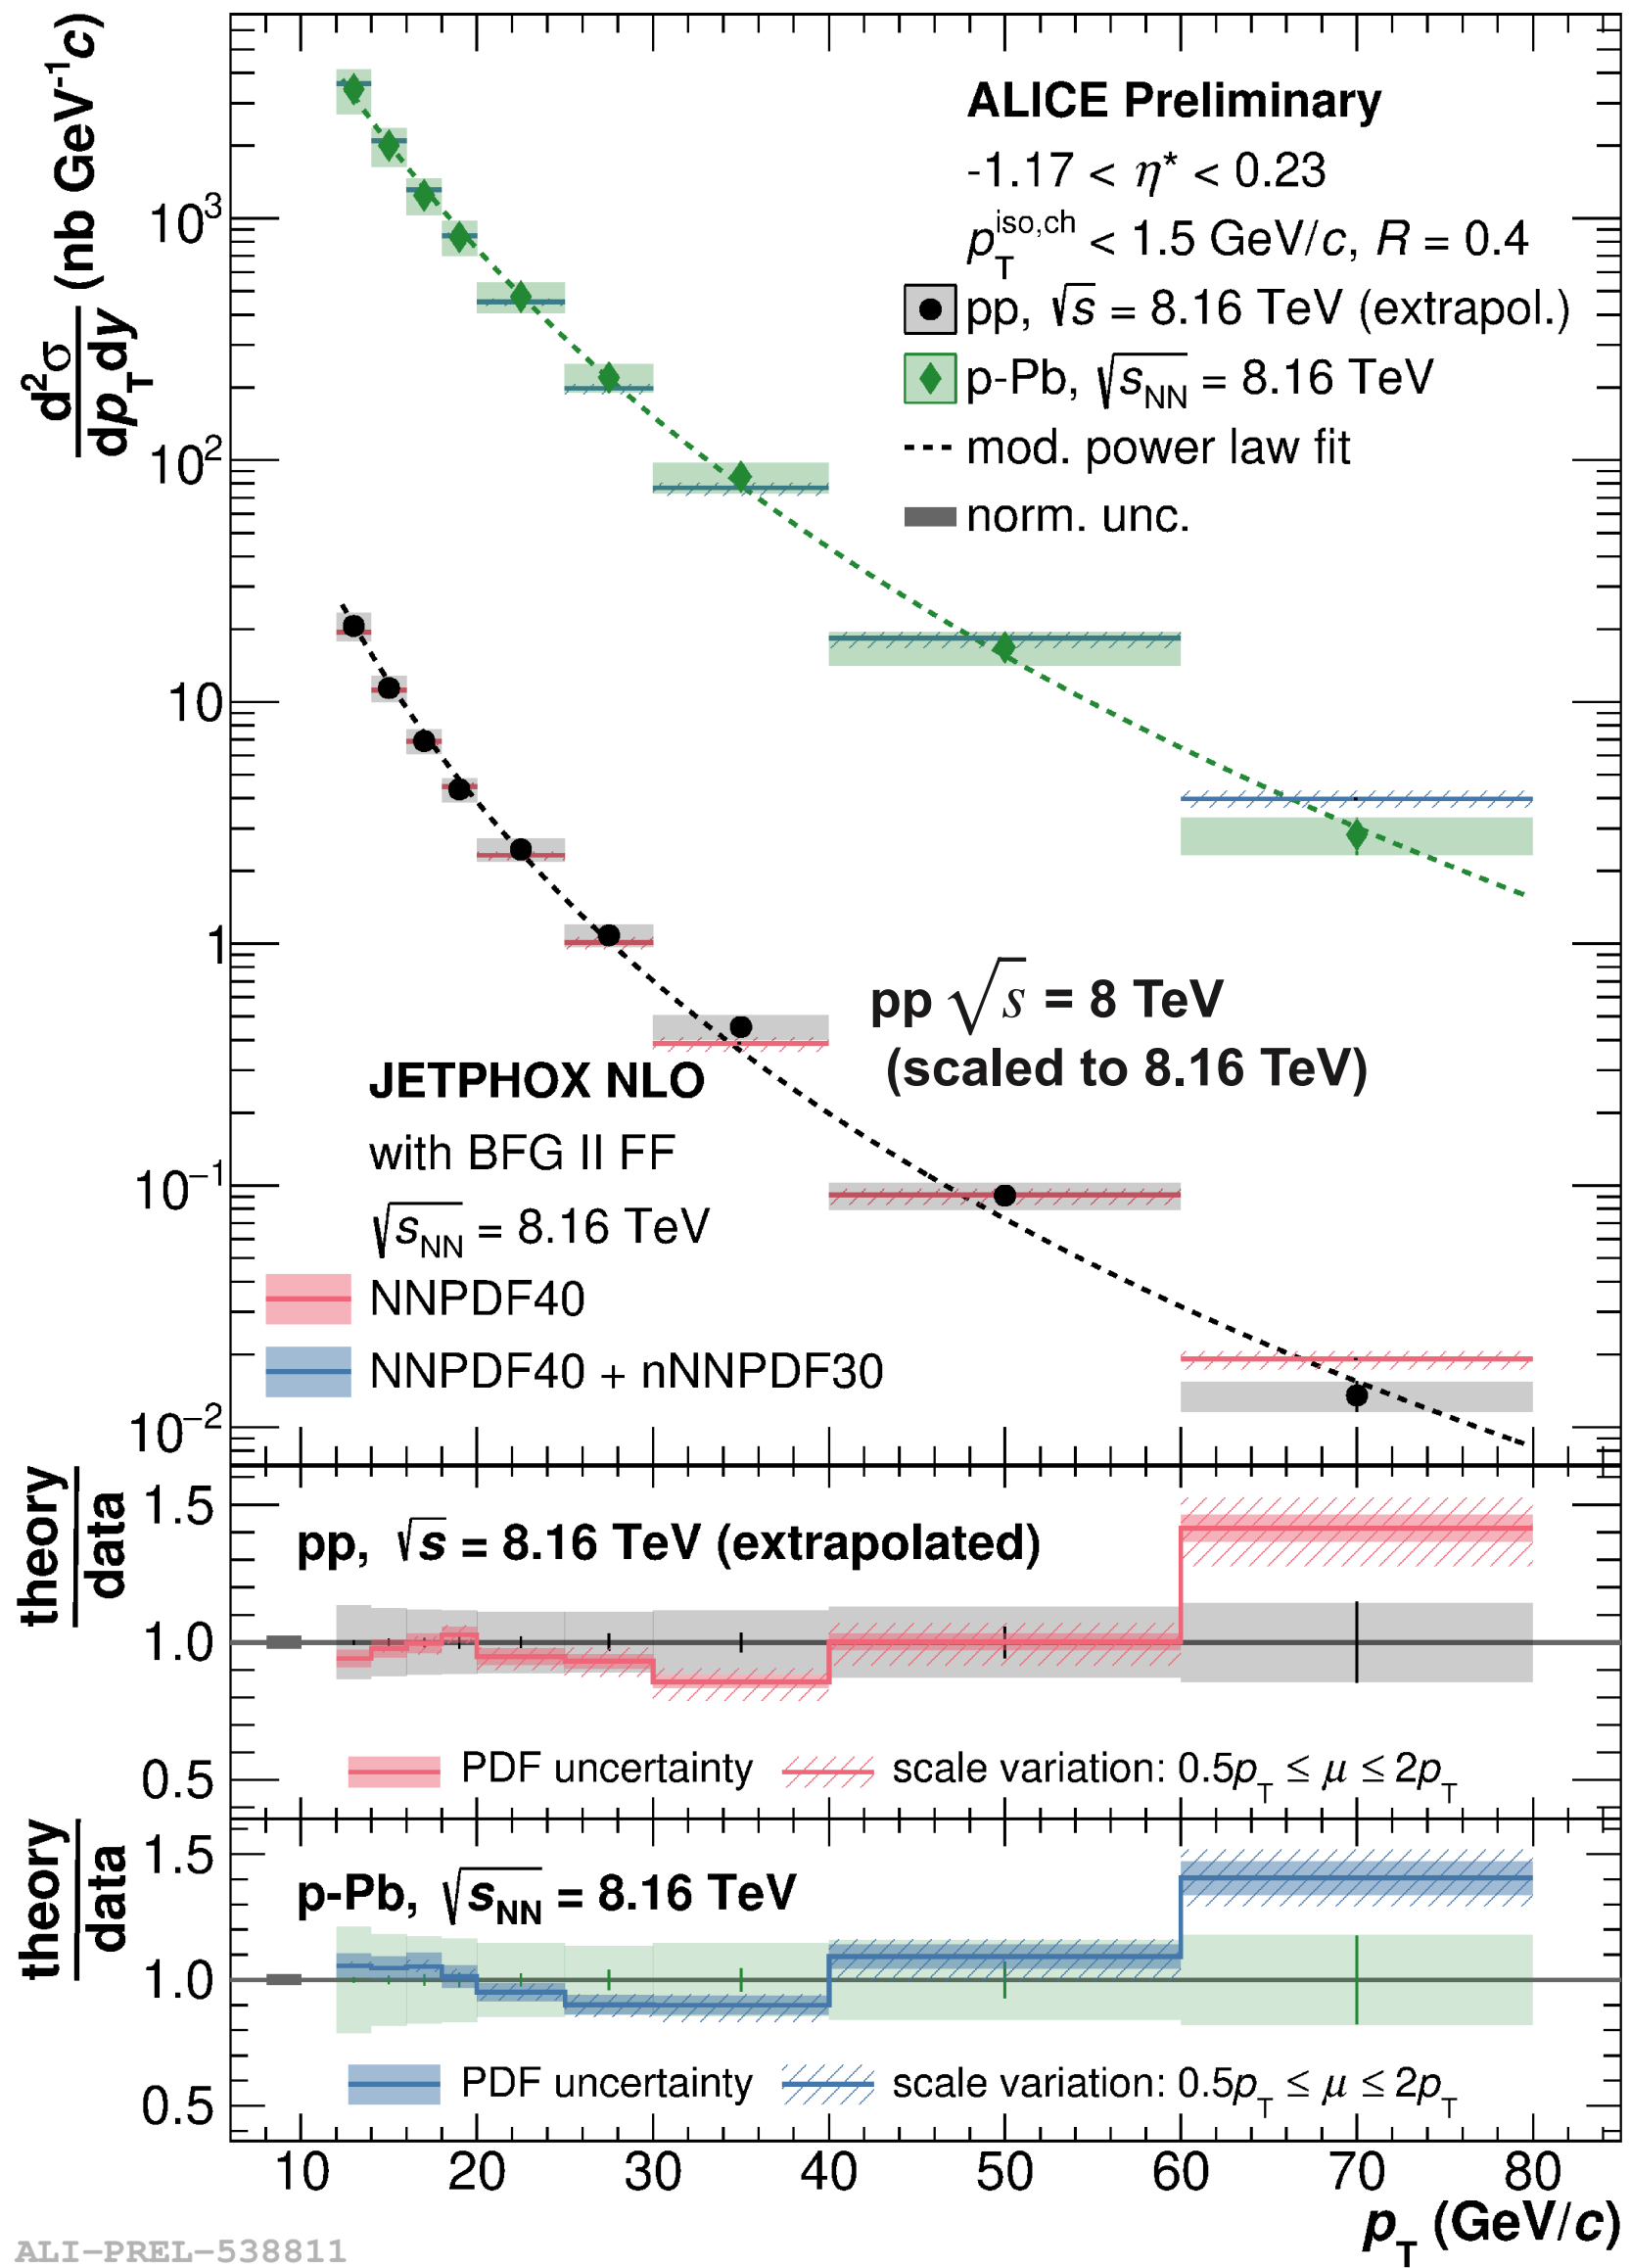 d²σ
dp_T dy (nb GeV⁻¹c)
ALICE Preliminary
-1.17 < η* < 0.23
p_T^iso,ch < 1.5 GeV/c, R = 0.4
pp, √s = 8.16 TeV (extrapol.)
p-Pb, √s_NN = 8.16 TeV
mod. power law fit
norm. unc.
10³
10²
10
1
10⁻¹
10⁻²
pp √s = 8 TeV
(scaled to 8.16 TeV)
JETPHOX NLO
with BFG II FF
√s_NN = 8.16 TeV
NNPDF40
NNPDF40 + nNNPDF30
theory
data
1.5
1.0
0.5
pp, √s = 8.16 TeV (extrapolated)
PDF uncertainty
scale variation: 0.5p_T ≤ μ ≤ 2p_T
theory
data
1.5
1.0
0.5
p-Pb, √s_NN = 8.16 TeV
PDF uncertainty
scale variation: 0.5p_T ≤ μ ≤ 2p_T
10 20 30 40 50 60 70 80
p_T (GeV/c)
ALI-PREL-538811